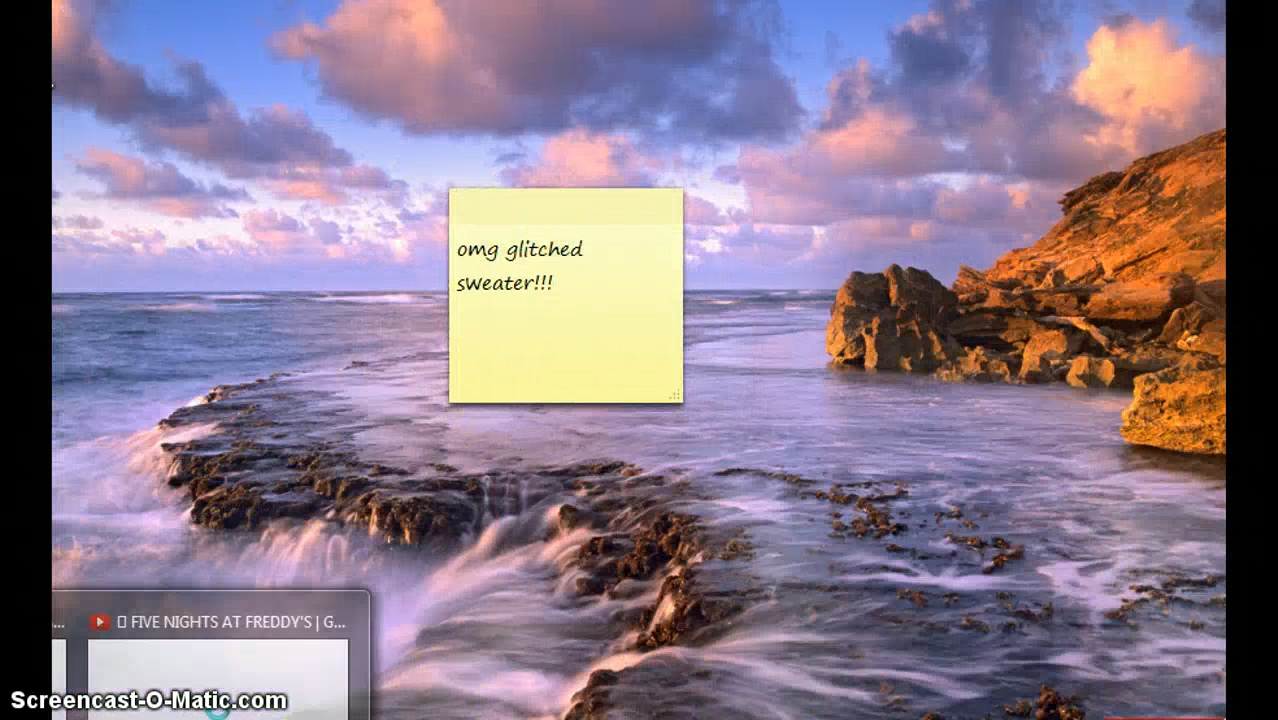 omg glitched
sweater!!!
... ▯ FIVE NIGHTS AT FREDDY'S | G...
Screencast-O-Matic.com